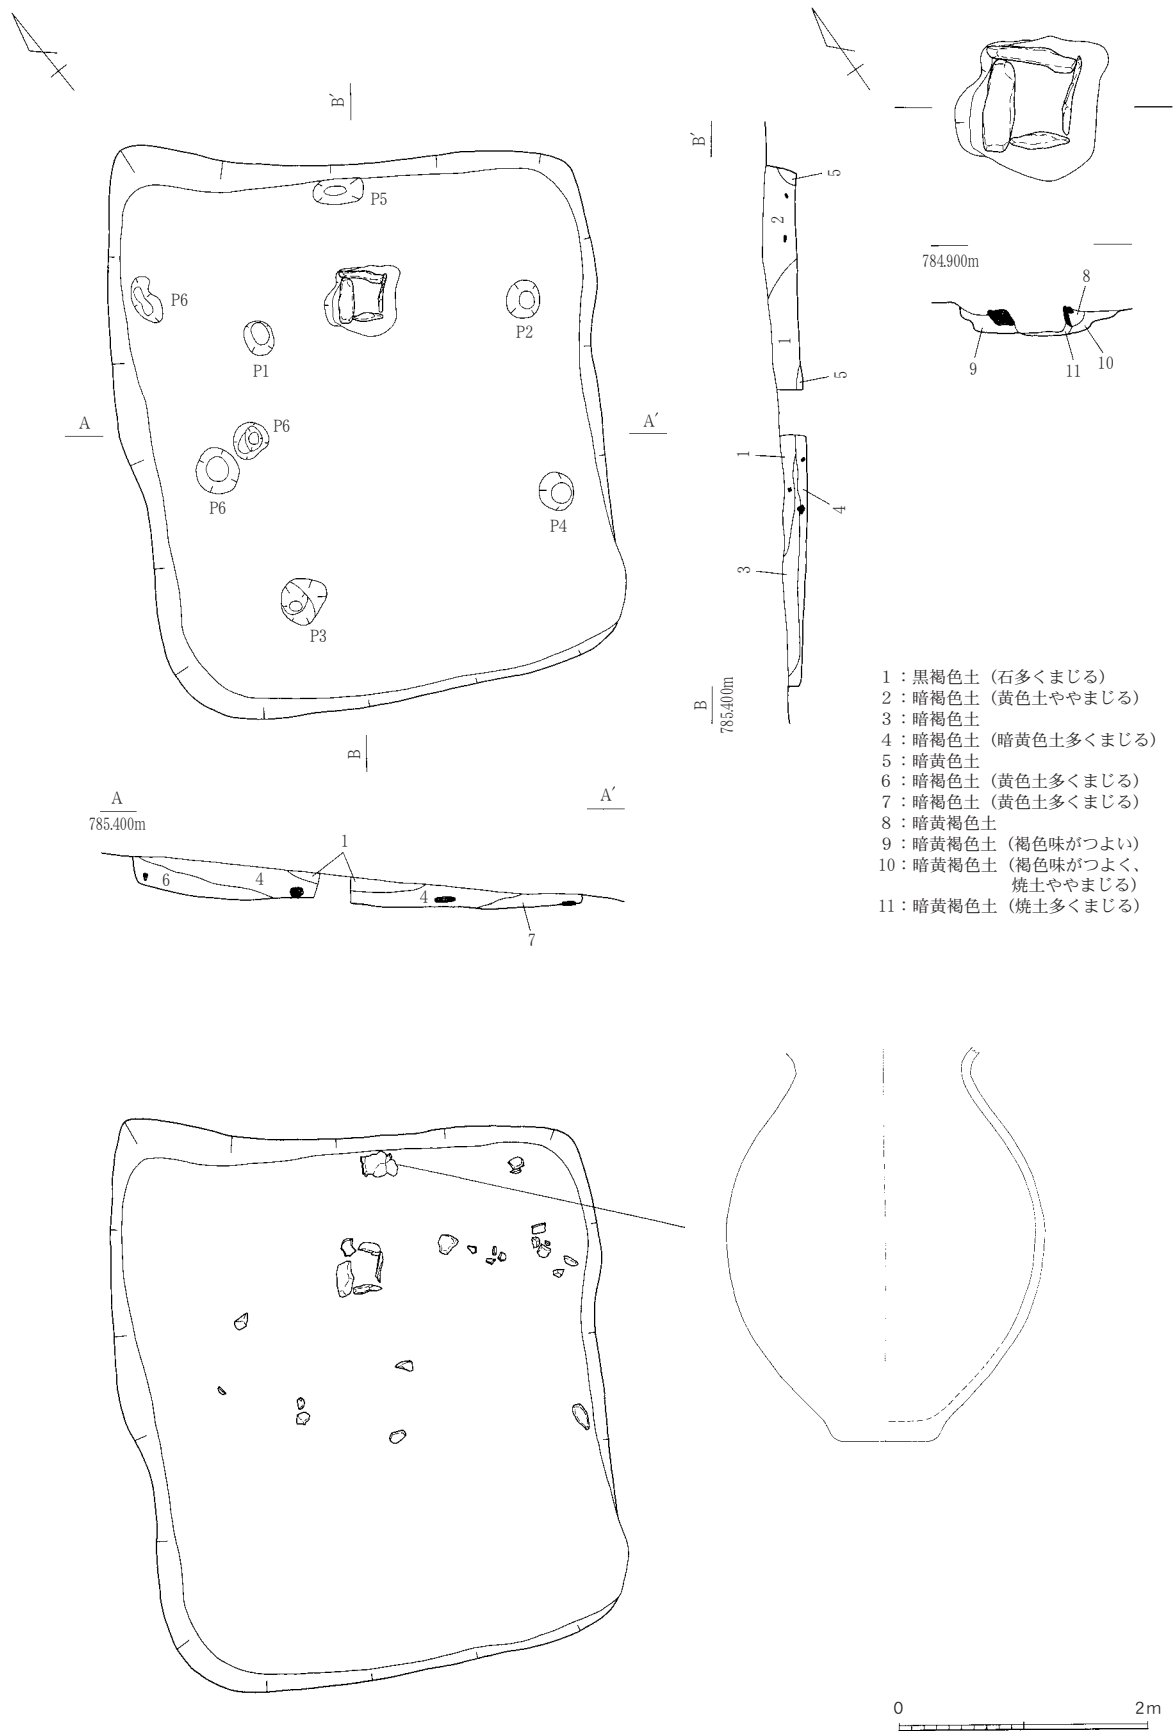 B′
P5
P6
P2
P1
A
A′
P6
P6
P4
P3
B
B′
5
2
1
5
1
4
3
B
785.400m
784.900m
8
9
11
10
A
785.400m
A′
1
6
4
4
7
1：黒褐色土（石多くまじる）
2：暗褐色土（黄色土ややまじる）
3：暗褐色土
4：暗褐色土（暗黄色土多くまじる）
5：暗黄色土
6：暗褐色土（黄色土多くまじる）
7：暗褐色土（黄色土多くまじる）
8：暗黄褐色土
9：暗黄褐色土（褐色味がつよい）
10：暗黄褐色土（褐色味がつよく、
焼土ややまじる）
11：暗黄褐色土（焼土多くまじる）
0
2m